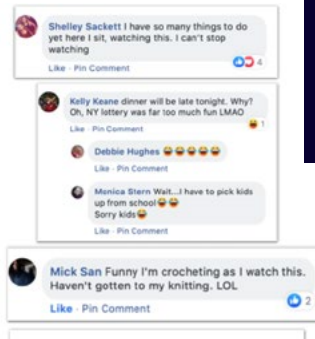 Shelley Sackett I have so many things to do
yet here I sit, watching this. I can't stop
watching
Like · Pin Comment
4
Kelly Keane dinner will be late tonight. Why?
Oh, NY lottery was far too much fun LMAO
Like · Pin Comment
1
Debbie Hughes 😂😂😂😂😂
Like · Pin Comment
Monica Stern Wait...I have to pick kids
up from school😂😂
Sorry kids😂
Like · Pin Comment
Mick San Funny I'm crocheting as I watch this.
Haven't gotten to my knitting. LOL
Like · Pin Comment
2